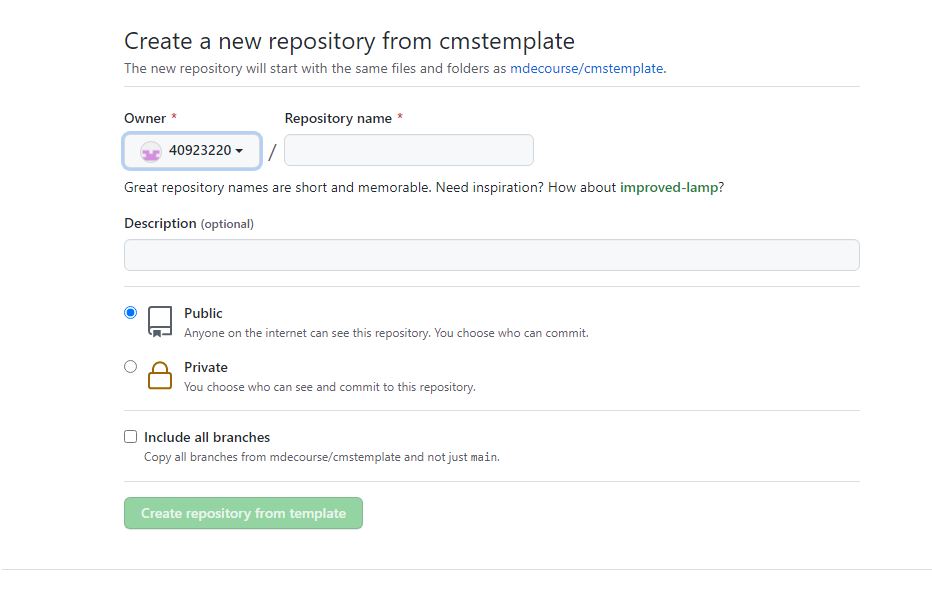 Create a new repository from cmstemplate
The new repository will start with the same files and folders as mdecourse/cmstemplate.
Owner * Repository name *
40923220 /
Great repository names are short and memorable. Need inspiration? How about improved-lamp?
Description (optional)
Public
Anyone on the internet can see this repository. You choose who can commit.
Private
You choose who can see and commit to this repository.
Include all branches
Copy all branches from mdecourse/cmstemplate and not just main.
Create repository from template